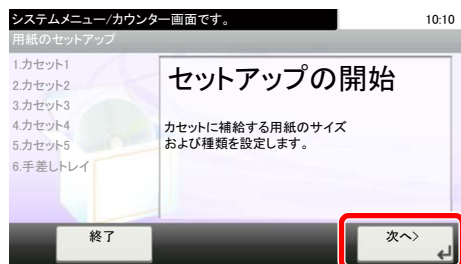 システムメニュー/カウンター画面です。
10:10
用紙のセットアップ
1.カセット1
2.カセット2
3.カセット3
4.カセット4
5.カセット5
6.手差しトレイ
セットアップの開始
カセットに補給する用紙のサイズ
および種類を設定します。
終了
次へ>